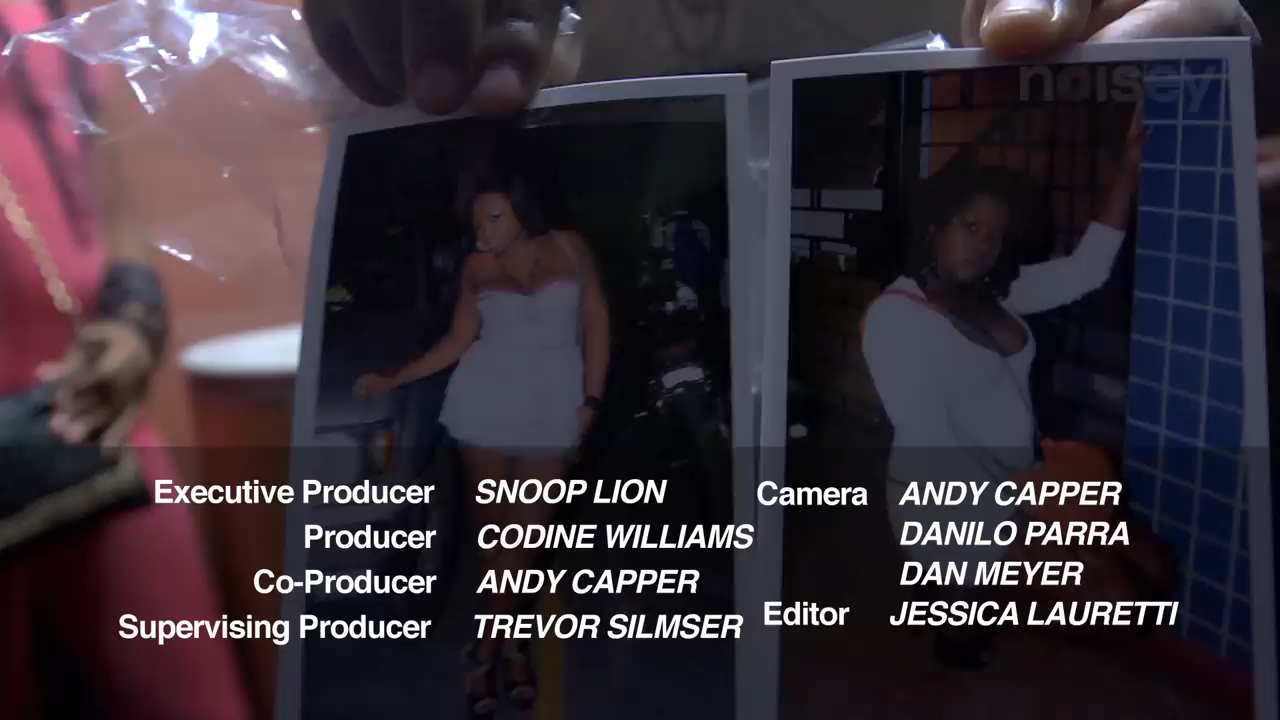 noisey
Executive Producer SNOOP LION
Producer CODINE WILLIAMS
Co-Producer ANDY CAPPER
Supervising Producer TREVOR SILMSER
Camera ANDY CAPPER
DANILO PARRA
DAN MEYER
Editor JESSICA LAURETTI